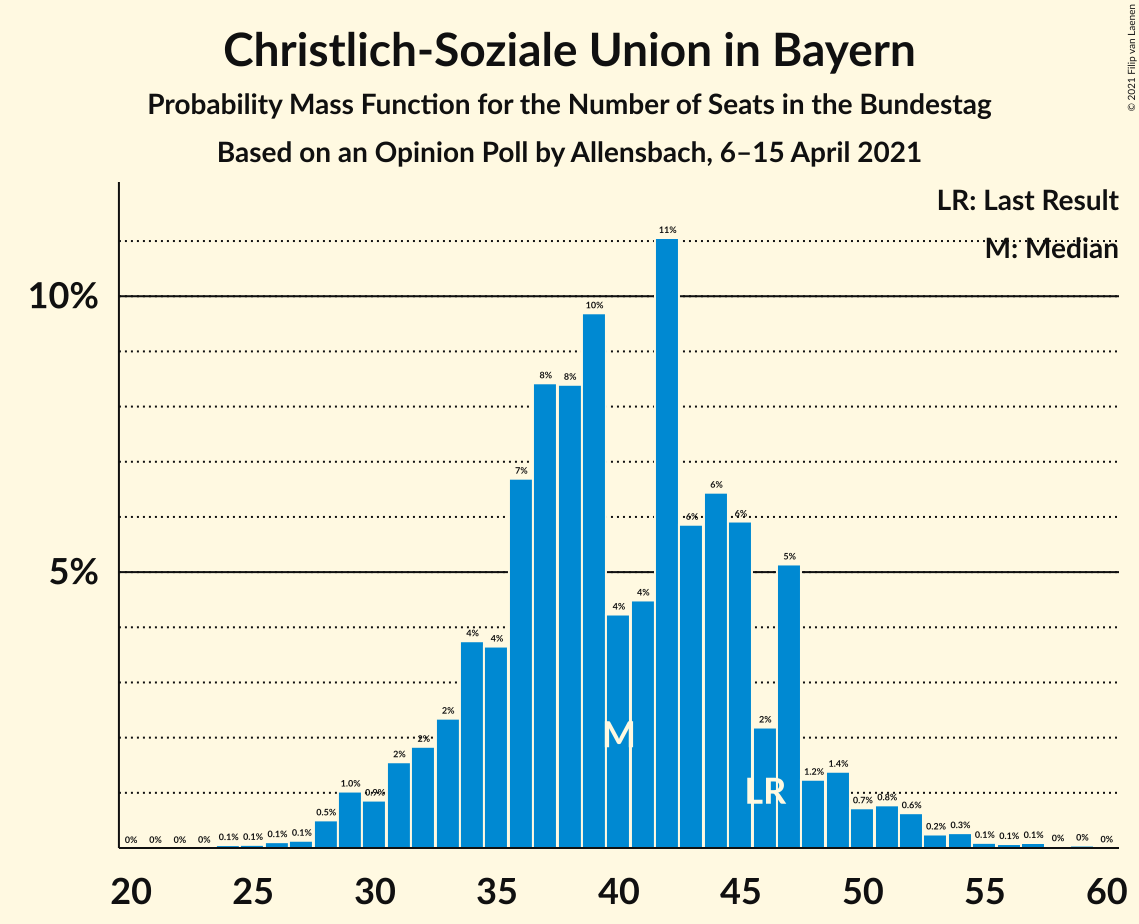 Christlich-Soziale Union in Bayern
Probability Mass Function for the Number of Seats in the Bundestag
Based on an Opinion Poll by Allensbach, 6–15 April 2021
© 2021 Filip van Laenen
LR: Last Result
M: Median
10%
5%
0% 0% 0% 0% 0.1% 0.1% 0.1% 0.1% 0.5% 1.0% 0.9% 2% 2% 2% 4% 4% 7% 8% 8% 10% 4% 4% 11% 6% 6% 6% 2% 5% 1.2% 1.4% 0.7% 0.8% 0.6% 0.2% 0.3% 0.1% 0.1% 0.1% 0% 0% 0%
M
LR
20 25 30 35 40 45 50 55 60